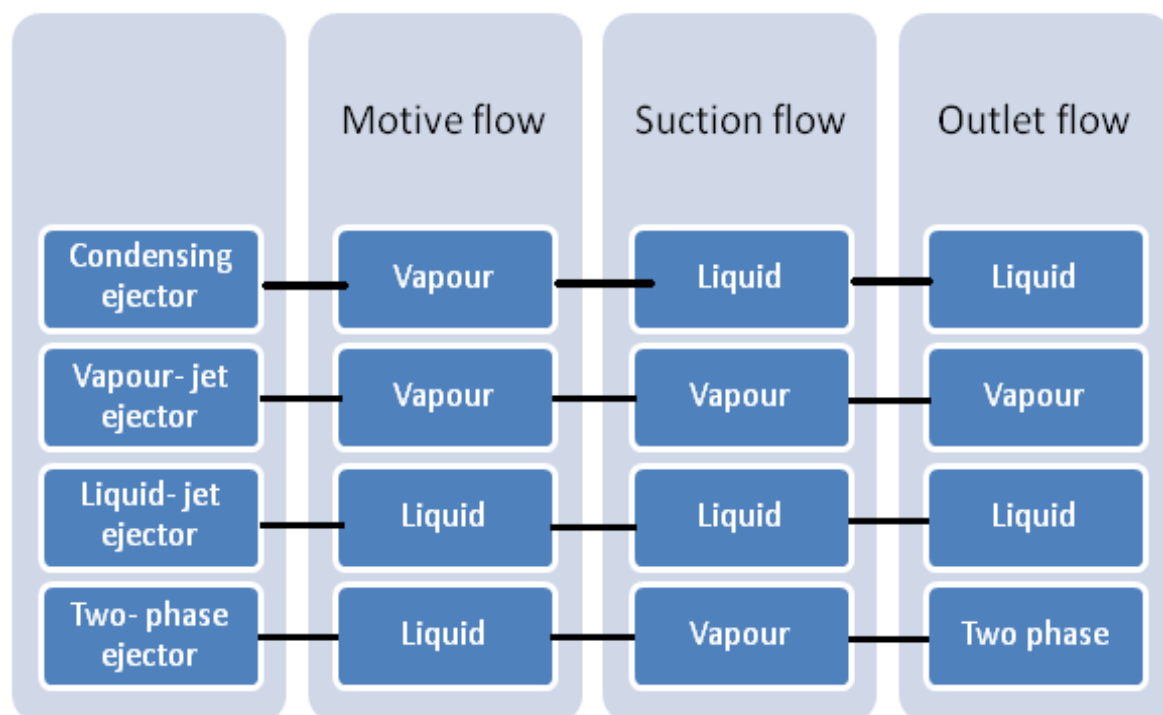 Motive flow Suction flow Outlet flow
Condensing
ejector
Vapour
Liquid
Liquid
Vapour- jet
ejector
Vapour
Vapour
Vapour
Liquid- jet
ejector
Liquid
Liquid
Liquid
Two- phase
ejector
Liquid
Vapour
Two phase